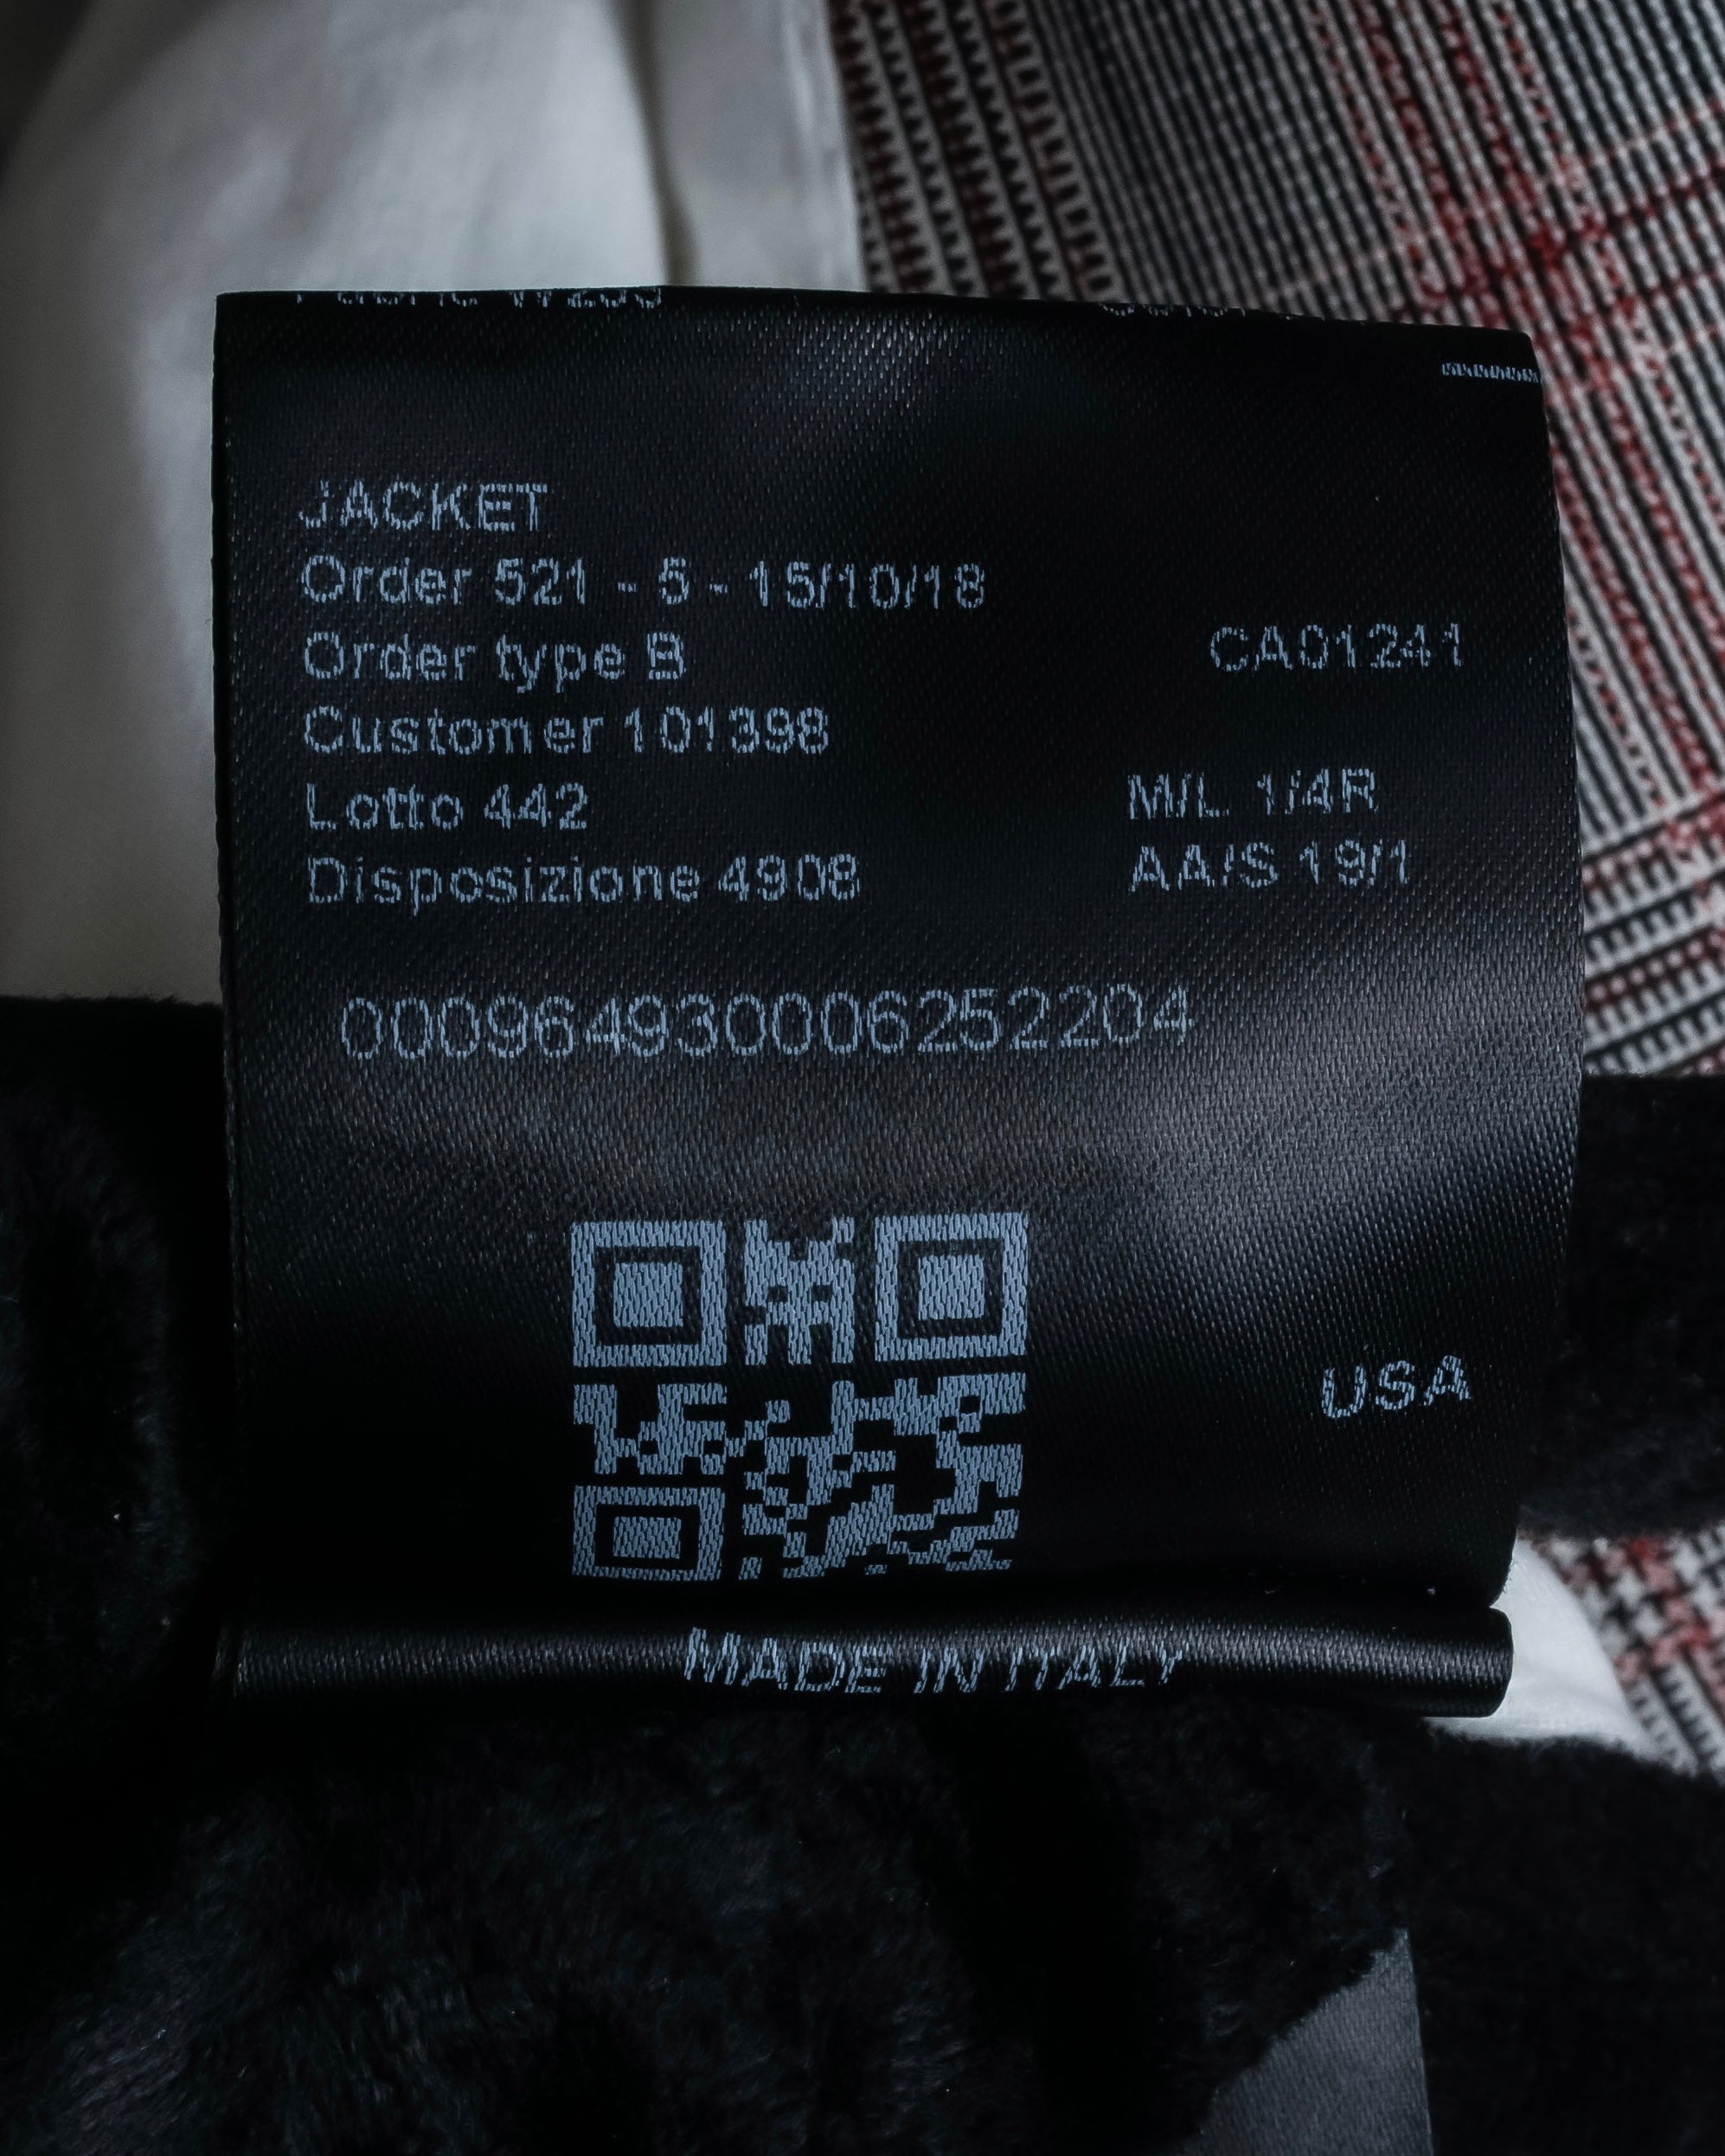 JACKET
Order 521 - 5 - 15/10/18
Order type B
CA01241
Customer 101398
Lotto 442
M/L 1/4R
Disposizione 4908
AA/S 19/1
000964930006252204
USA
MADE IN ITALY